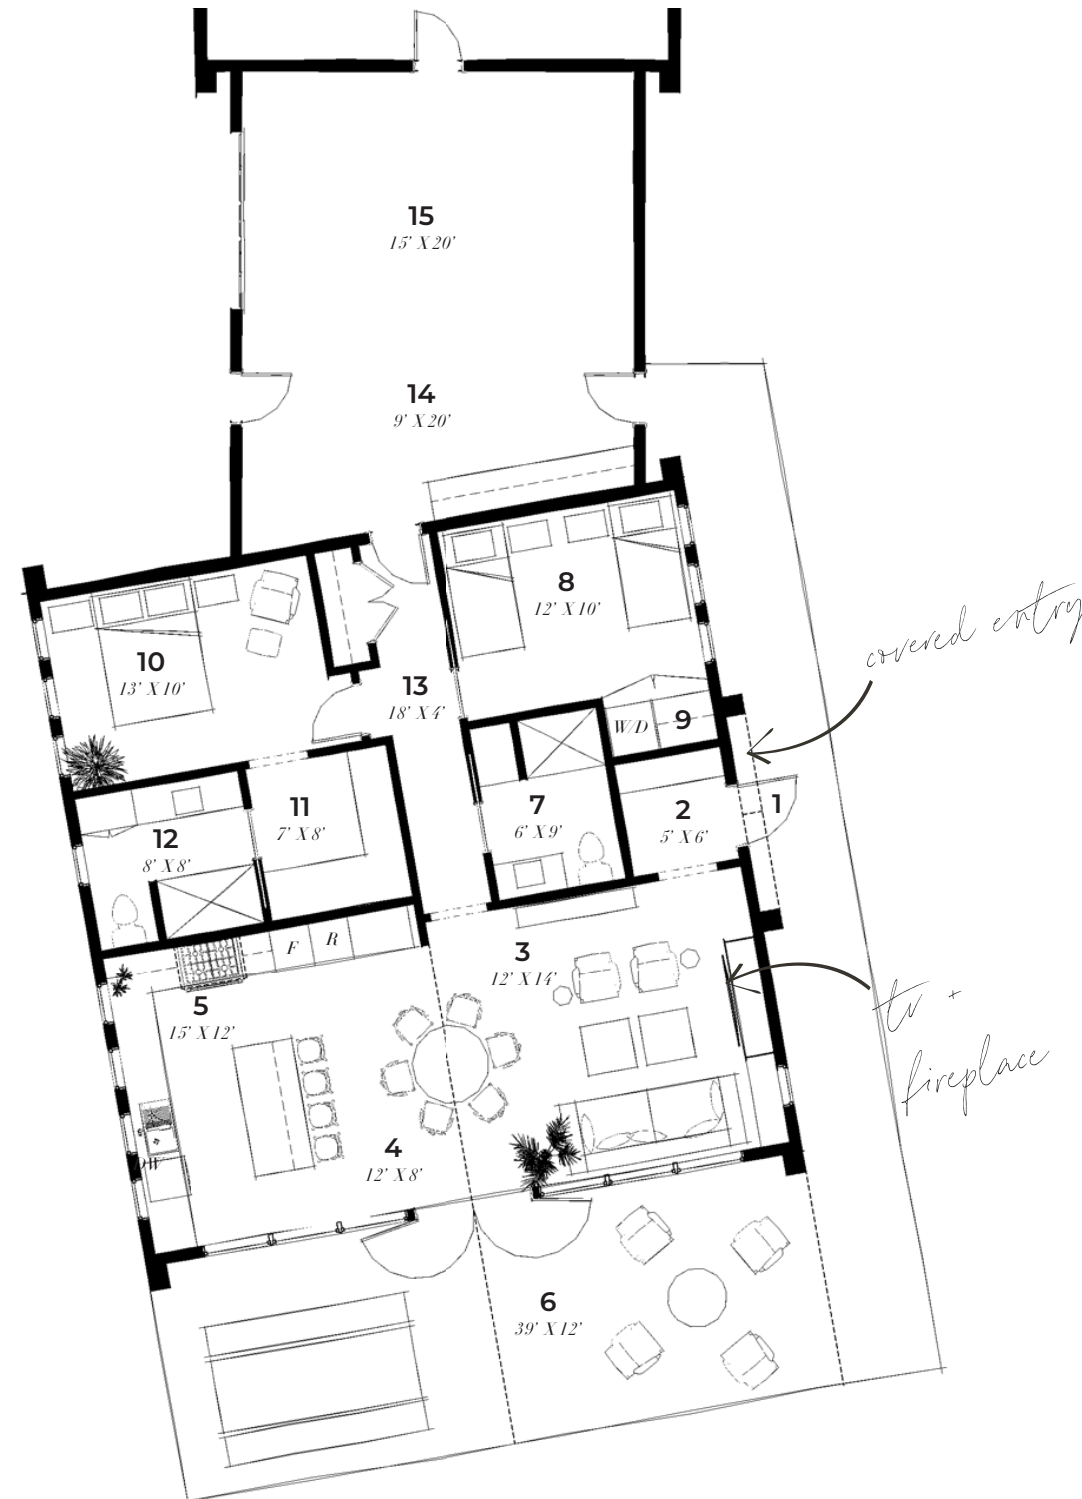 15
15' X 20'
14
9' X 20'
8
12' X 10'
covered entry
10
13' X 10'
13
18' X 4'
W/D
9
11
7' X 8'
7
6' X 9'
2
5' X 6'
1
12
8' X 8'
F
R
3
12' X 14'
5
15' X 12'
tv +
fireplace
4
12' X 8'
DW
6
39' X 12'